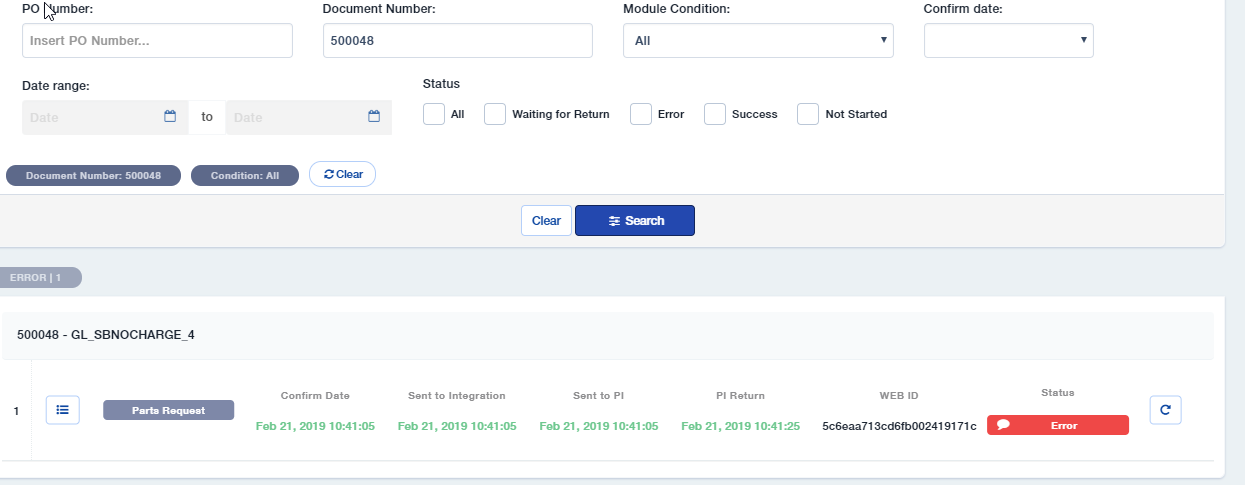 PO Number: Document Number: Module Condition: Confirm date:
Insert PO Number... 500048 All
Date range: Status
Date to Date All Waiting for Return Error Success Not Started
Document Number: 500048 Condition: All Clear
Clear Search
ERROR | 1
500048 - GL_SBNOCHARGE_4
Confirm Date Sent to Integration Sent to PI PI Return WEB ID Status
1 Parts Request Feb 21, 2019 10:41:05 Feb 21, 2019 10:41:05 Feb 21, 2019 10:41:05 Feb 21, 2019 10:41:25 5c6eaa713cd6fb002419171c Error